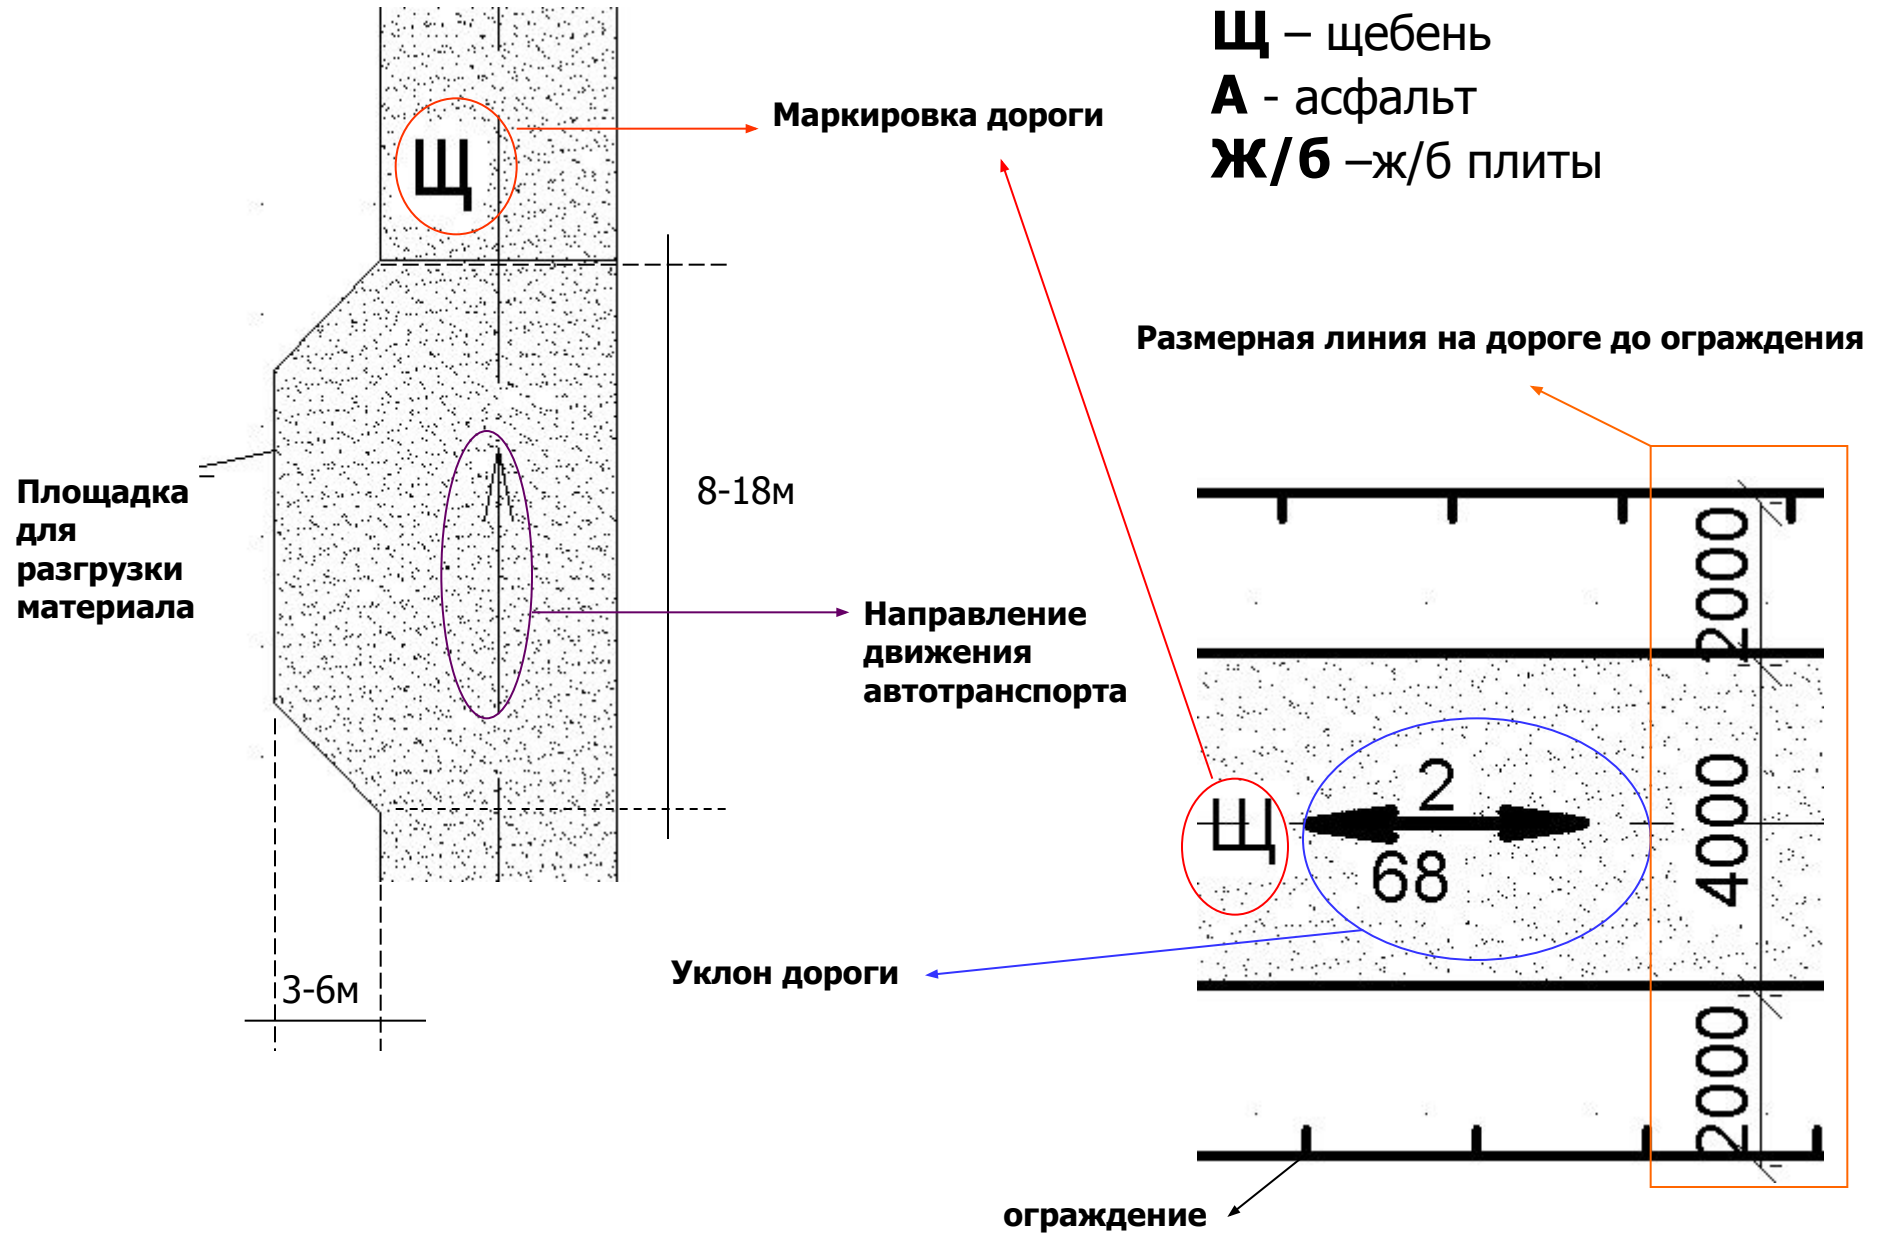 Щ – щебень
А - асфальт
Ж/б –ж/б плиты
Маркировка дороги
Щ
Размерная линия на дороге до ограждения
Площадка
для
разгрузки
материала
8-18м
Направление
движения
автотранспорта
2000
4000
2000
Щ
2
68
Уклон дороги
3-6м
ограждение